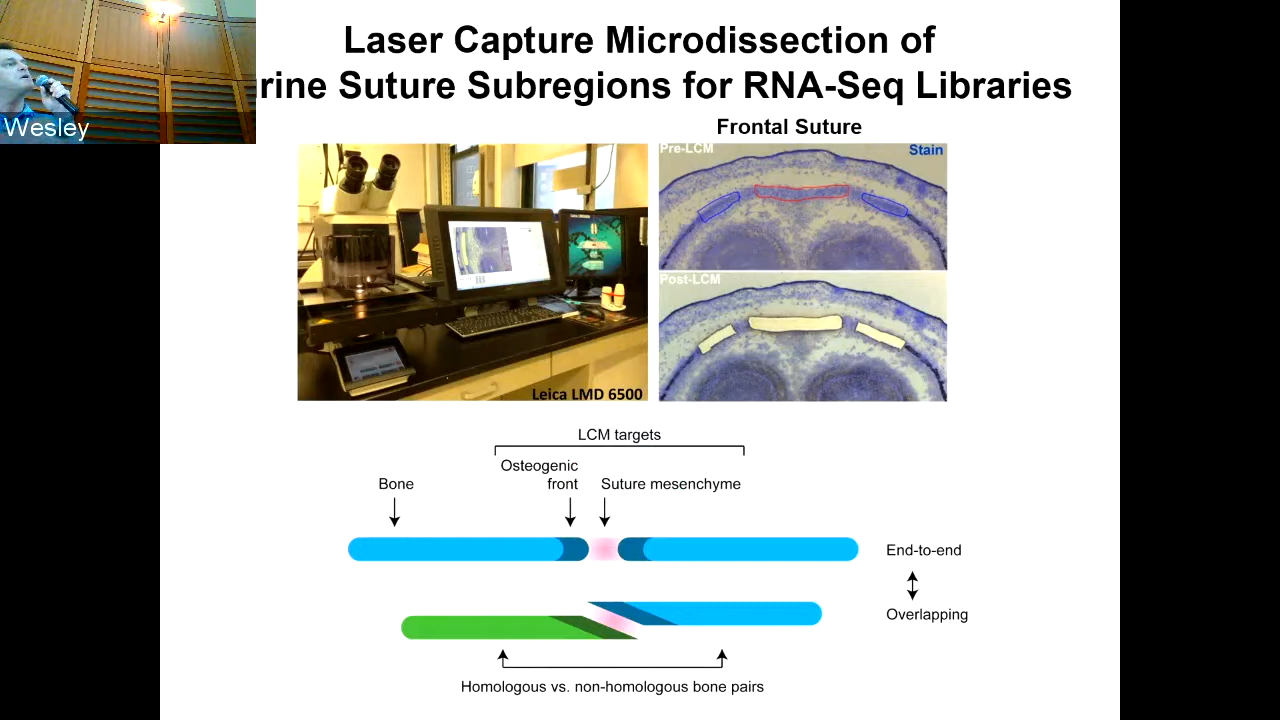 Laser Capture Microdissection of
rine Suture Subregions for RNA-Seq Libraries
Wesley
Frontal Suture
Pre-LCM
Stain
Post-LCM
Leica LMD 6500
LCM targets
Osteogenic
front
Bone
Suture mesenchyme
End-to-end
Overlapping
Homologous vs. non-homologous bone pairs